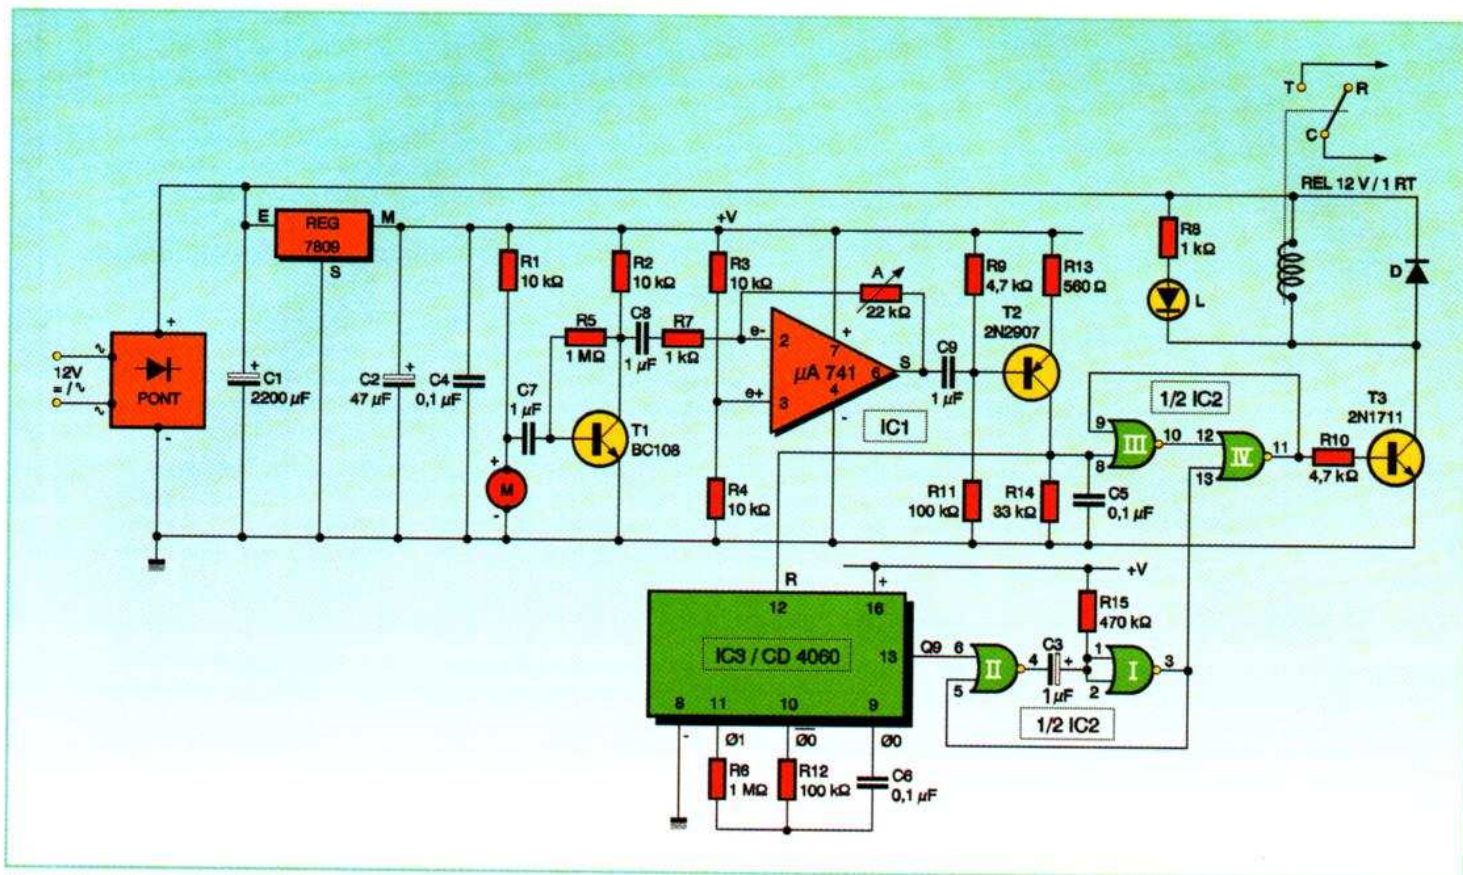 T
R
C
REL 12 V / 1 RT
E
REG
7809
M
S
+V
R1
10 kΩ
R2
10 kΩ
R3
10 kΩ
A
22 kΩ
R9
4,7 kΩ
R13
560 Ω
R8
1 kΩ
L
D
+
12V
= / ∿
∿
∿
PONT
-
+
C1
2200 µF
+
C2
47 µF
C4
0,1 µF
R5
1 MΩ
C8
1 µF
R7
1 kΩ
e-
2
e+
3
7
+
µA 741
6
4
-
S
IC1
C9
1 µF
T2
2N2907
C7
1 µF
T1
BC108
+
M
-
R4
10 kΩ
R11
100 kΩ
R14
33 kΩ
C5
0,1 µF
1/2 IC2
9
8
III
10
12
13
IV
11
R10
4,7 kΩ
T3
2N1711
R
12
+
16
+V
IC3 / CD 4060
13
Q9
8
11
10
9
-
Ø1
Ø0
Ø0
R6
1 MΩ
R12
100 kΩ
C6
0,1 µF
6
5
II
4
C3
+
1 µF
R15
470 kΩ
1
2
I
3
1/2 IC2